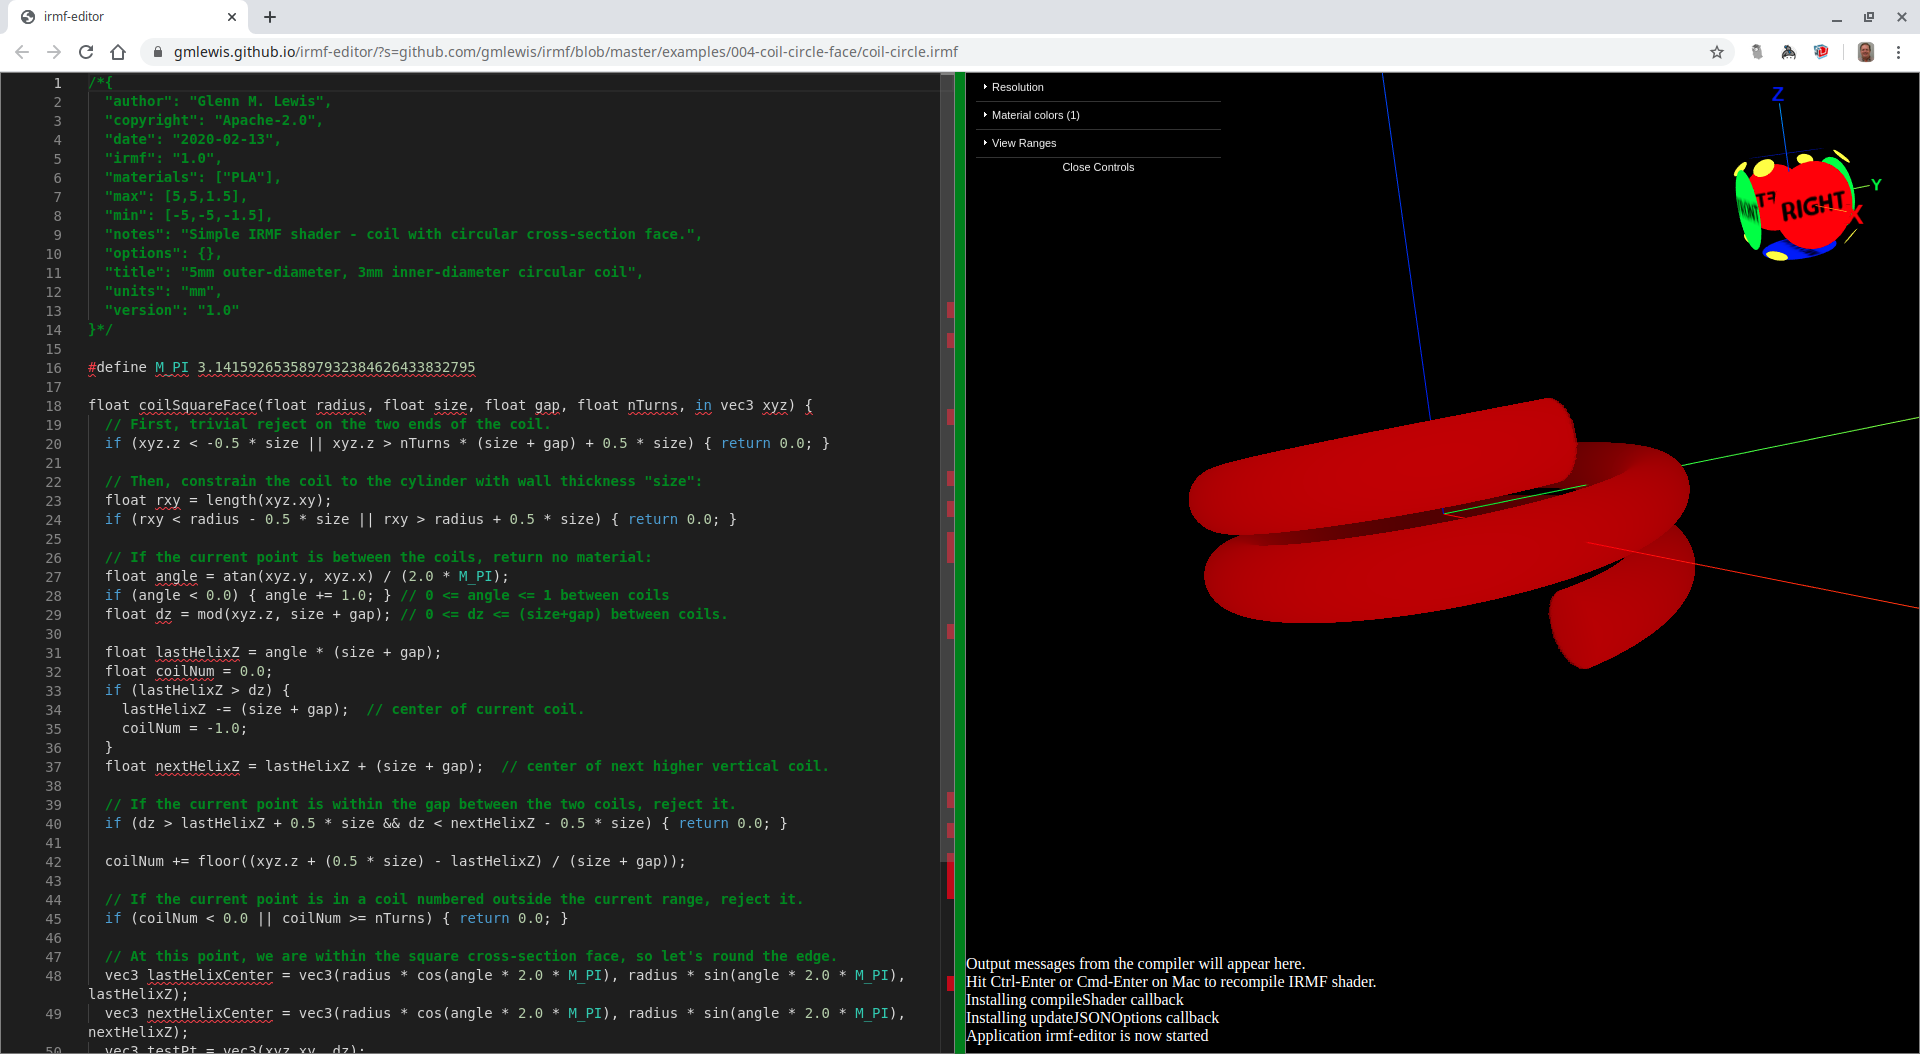 irmf-editor
gmlewis.github.io/irmf-editor/?s=github.com/gmlewis/irmf/blob/master/examples/004-coil-circle-face/coil-circle.irmf
1 /*{
2 "author": "Glenn M. Lewis",
3 "copyright": "Apache-2.0",
4 "date": "2020-02-13",
5 "irmf": "1.0",
6 "materials": ["PLA"],
7 "max": [5,5,1.5],
8 "min": [-5,-5,-1.5],
9 "notes": "Simple IRMF shader - coil with circular cross-section face.",
10 "options": {},
11 "title": "5mm outer-diameter, 3mm inner-diameter circular coil",
12 "units": "mm",
13 "version": "1.0"
14 }*/
15
16 #define M_PI 3.1415926535897932384626433832795
17
18 float coilSquareFace(float radius, float size, float gap, float nTurns, in vec3 xyz) {
19 // First, trivial reject on the two ends of the coil.
20 if (xyz.z < -0.5 * size || xyz.z > nTurns * (size + gap) + 0.5 * size) { return 0.0; }
21
22 // Then, constrain the coil to the cylinder with wall thickness "size":
23 float rxy = length(xyz.xy);
24 if (rxy < radius - 0.5 * size || rxy > radius + 0.5 * size) { return 0.0; }
25
26 // If the current point is between the coils, return no material:
27 float angle = atan(xyz.y, xyz.x) / (2.0 * M_PI);
28 if (angle < 0.0) { angle += 1.0; } // 0 <= angle <= 1 between coils
29 float dz = mod(xyz.z, size + gap); // 0 <= dz <= (size+gap) between coils.
30
31 float lastHelixZ = angle * (size + gap);
32 float coilNum = 0.0;
33 if (lastHelixZ > dz) {
34 lastHelixZ -= (size + gap);  // center of current coil.
35 coilNum = -1.0;
36 }
37 float nextHelixZ = lastHelixZ + (size + gap);  // center of next higher vertical coil.
38
39 // If the current point is within the gap between the two coils, reject it.
40 if (dz > lastHelixZ + 0.5 * size && dz < nextHelixZ - 0.5 * size) { return 0.0; }
41
42 coilNum += floor((xyz.z + (0.5 * size) - lastHelixZ) / (size + gap));
43
44 // If the current point is in a coil numbered outside the current range, reject it.
45 if (coilNum < 0.0 || coilNum >= nTurns) { return 0.0; }
46
47 // At this point, we are within the square cross-section face, so let's round the edge.
48 vec3 lastHelixCenter = vec3(radius * cos(angle * 2.0 * M_PI), radius * sin(angle * 2.0 * M_PI),
lastHelixZ);
49 vec3 nextHelixCenter = vec3(radius * cos(angle * 2.0 * M_PI), radius * sin(angle * 2.0 * M_PI),
nextHelixZ);
50 vec3 testPt = vec3(xyz.xy, dz);
Resolution
Material colors (1)
View Ranges
Close Controls
Z
Y
X
RIGHT
Output messages from the compiler will appear here.
Hit Ctrl-Enter or Cmd-Enter on Mac to recompile IRMF shader.
Installing compileShader callback
Installing updateJSONOptions callback
Application irmf-editor is now started